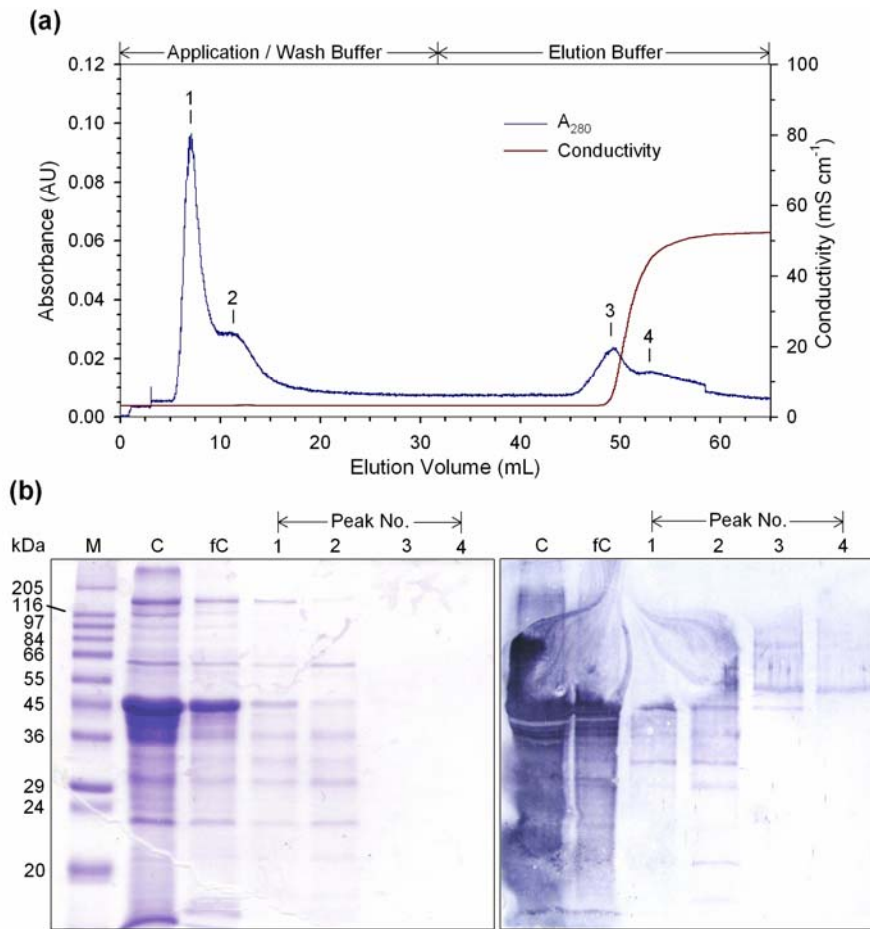 (a)
Application / Wash Buffer Elution Buffer
0.12 100
1
A280
Conductivity
0.10 80
0.08
60
0.06
40
0.04
2
3
4
20
0.02
0.00 0
0 10 20 30 40 50 60
Absorbance (AU)
Conductivity (mS cm-1)
Elution Volume (mL)
(b)
Peak No. Peak No.
kDa M C fC 1 2 3 4 C fC 1 2 3 4
205
116
97
84
66
55
45
36
29
24
20